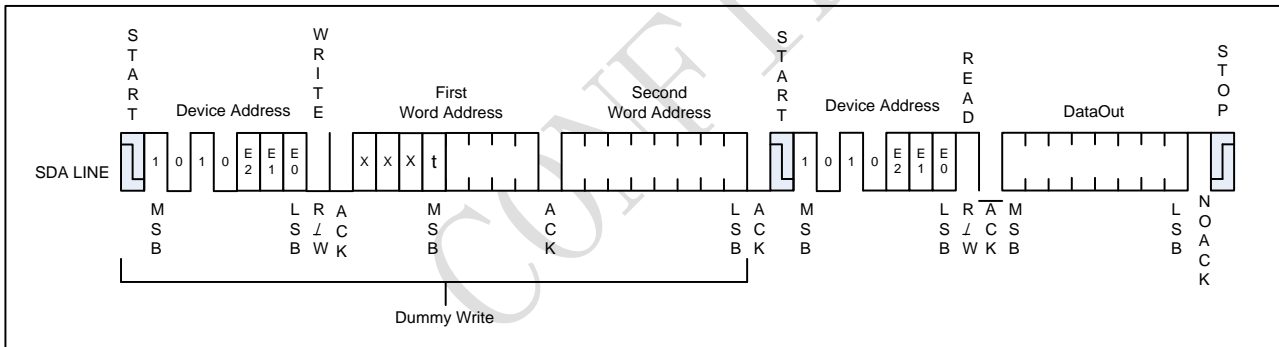 START
WRITE
START
READ
STOP
Device Address
First
Word Address
Second
Word Address
Device Address
DataOut
SDA LINE
1 0 1 0 E2 E1 E0
X X X t
1 0 1 0 E2 E1 E0
MSB
LSB
R/W
ACK
MSB
ACK
LSB
ACK
MSB
LSB
R/W
ACK
MSB
LSB
NOACK
Dummy Write